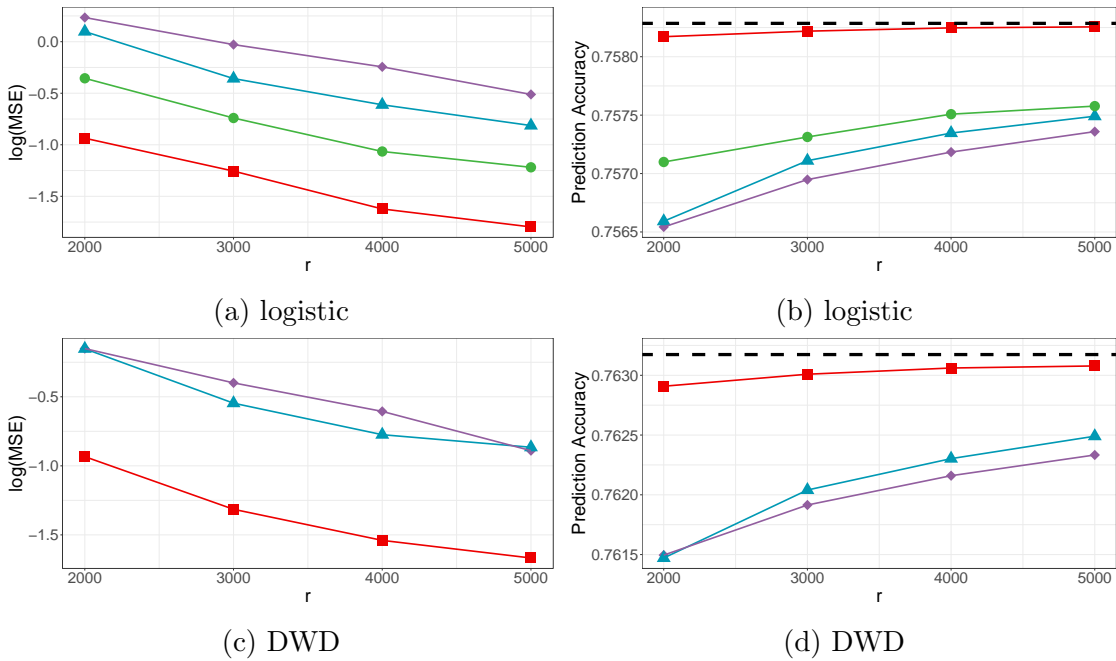 0.0
−0.5
−1.0
−1.5
log(MSE)
2000 3000 4000 5000
r
(a) logistic
0.7580
0.7575
0.7570
0.7565
Prediction Accuracy
2000 3000 4000 5000
r
(b) logistic
−0.5
−1.0
−1.5
log(MSE)
2000 3000 4000 5000
r
(c) DWD
0.7630
0.7625
0.7620
0.7615
Prediction Accuracy
2000 3000 4000 5000
r
(d) DWD